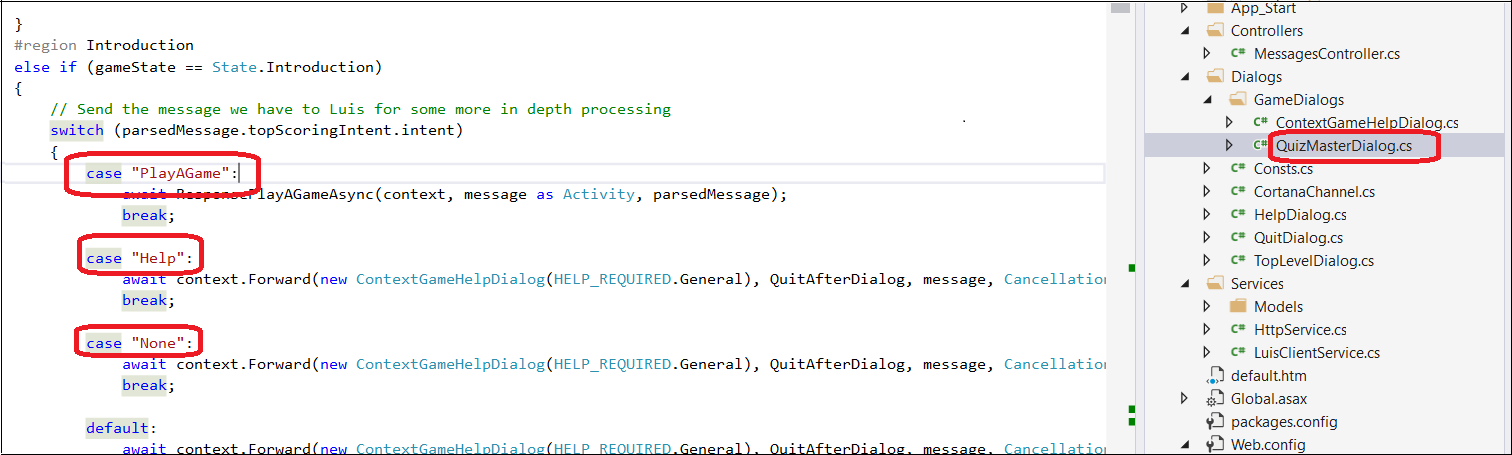 }
#region Introduction
else if (gameState == State.Introduction)
{
// Send the message we have to Luis for some more in depth processing
switch (parsedMessage.topScoringIntent.intent)
{
case "PlayAGame":
await ResponsePlayAGameAsync(context, message as Activity, parsedMessage);
break;
case "Help":
await context.Forward(new ContextGameHelpDialog(HELP_REQUIRED.General), QuitAfterDialog, message, Cancellation
break;
case "None":
await context.Forward(new ContextGameHelpDialog(HELP_REQUIRED.General), QuitAfterDialog, message, Cancellation
break;
default:
await context.Forward(new ContextGameHelpDialog(HELP_REQUIRED.General), QuitAfterDialog, message, Cancellation
App_Start
Controllers
C# MessagesController.cs
Dialogs
GameDialogs
C# ContextGameHelpDialog.cs
C# QuizMasterDialog.cs
C# Consts.cs
C# CortanaChannel.cs
C# HelpDialog.cs
C# QuitDialog.cs
C# TopLevelDialog.cs
Services
Models
C# HttpService.cs
C# LuisClientService.cs
default.htm
Global.asax
packages.config
Web.config